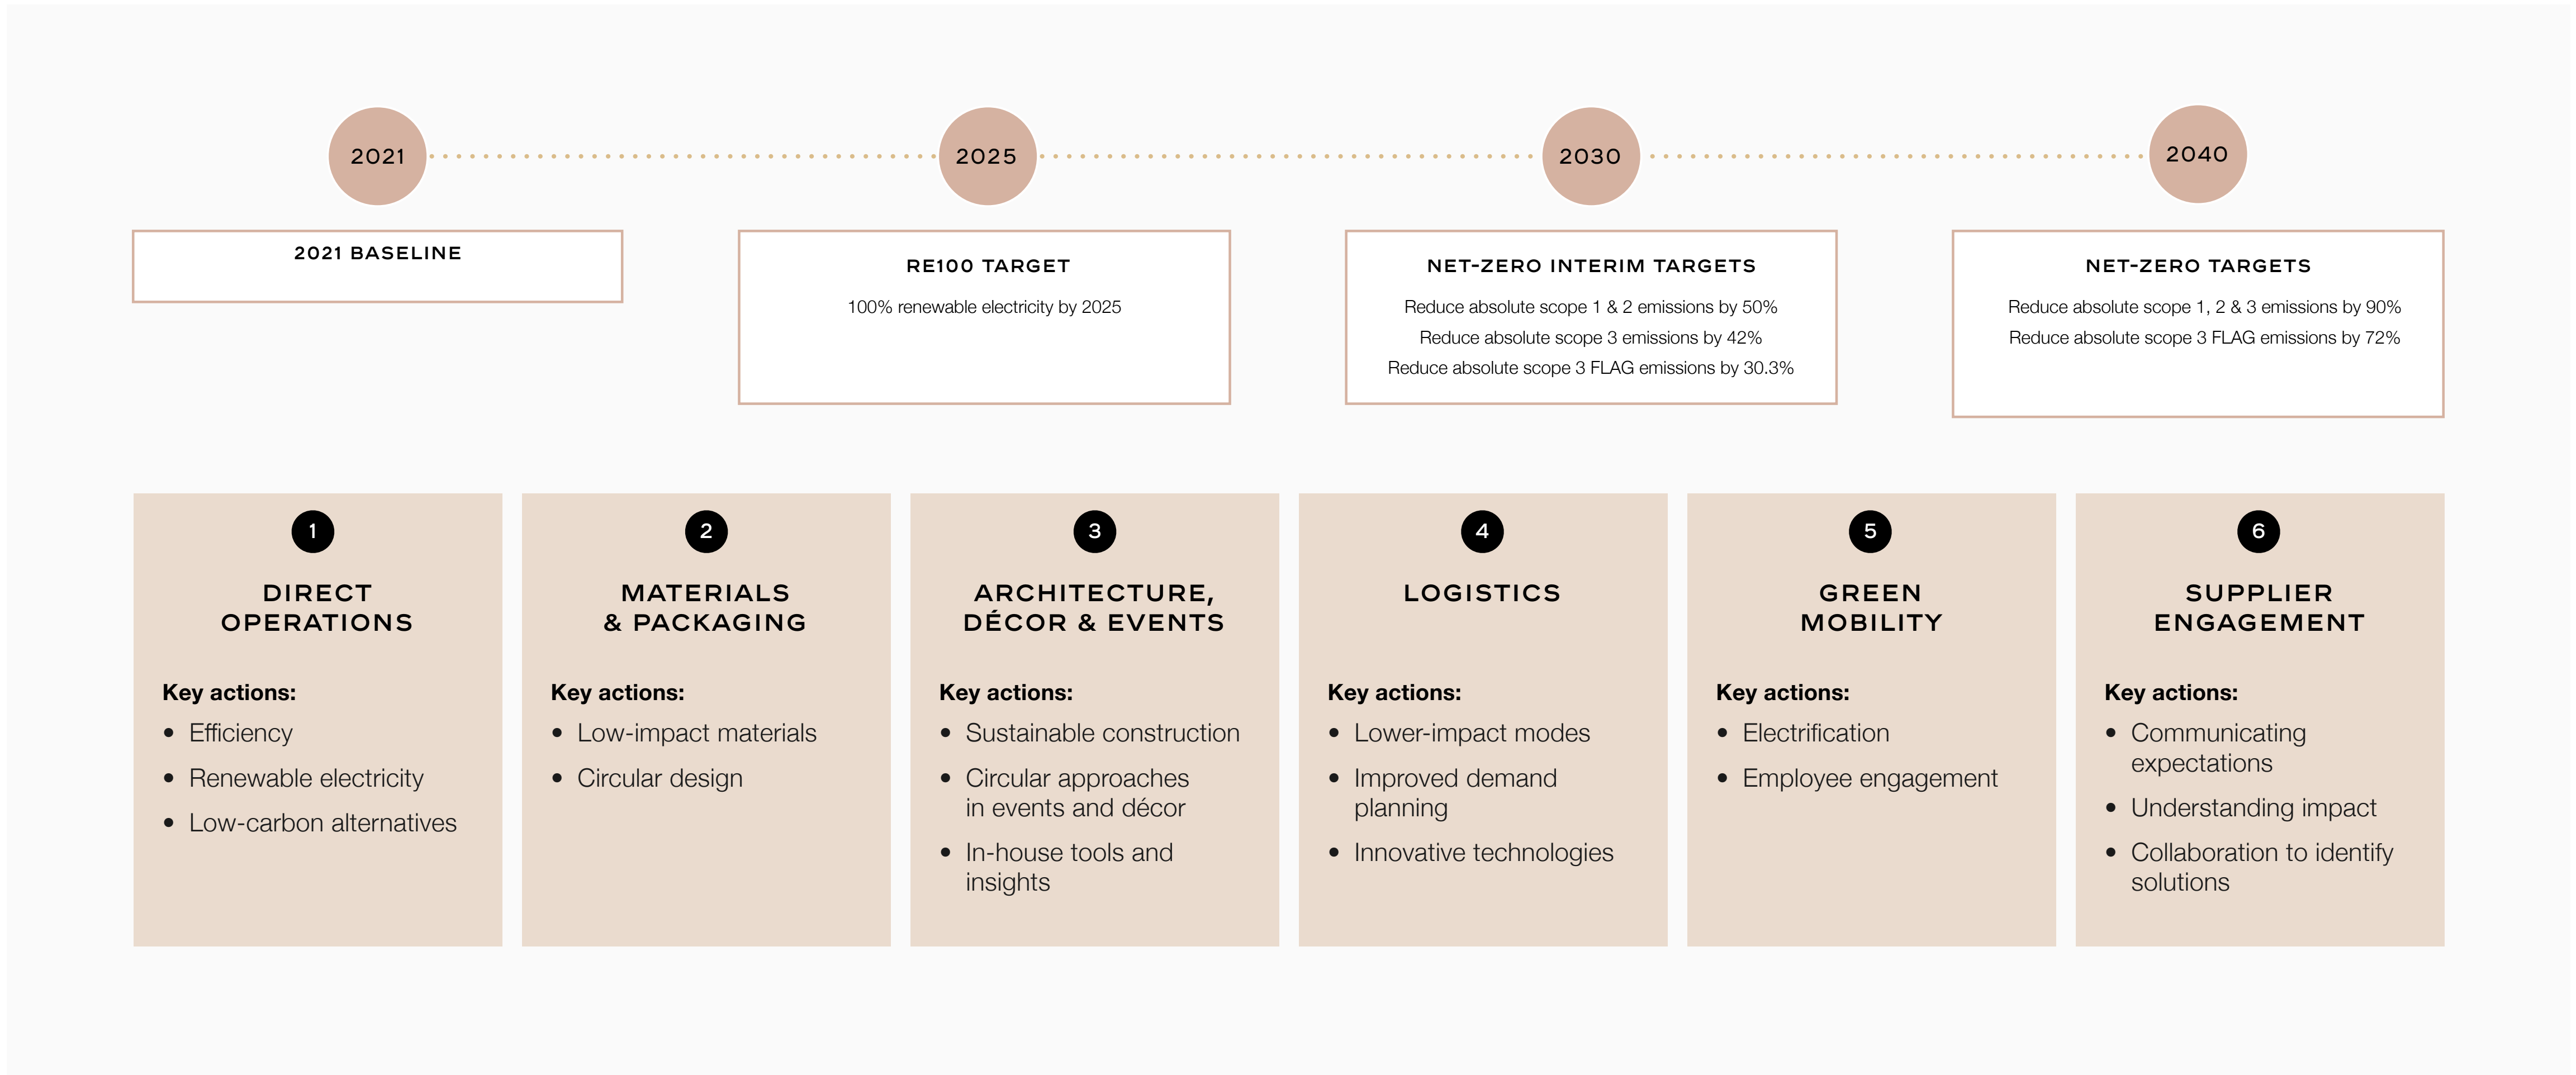 2021
2025
2030
2040
2021 BASELINE
RE100 TARGET
100% renewable electricity by 2025
NET-ZERO INTERIM TARGETS
Reduce absolute scope 1 & 2 emissions by 50%
Reduce absolute scope 3 emissions by 42%
Reduce absolute scope 3 FLAG emissions by 30.3%
NET-ZERO TARGETS
Reduce absolute scope 1, 2 & 3 emissions by 90%
Reduce absolute scope 3 FLAG emissions by 72%
1
DIRECT
OPERATIONS
Key actions:
• Efficiency
• Renewable electricity
• Low-carbon alternatives
2
MATERIALS
& PACKAGING
Key actions:
• Low-impact materials
• Circular design
3
ARCHITECTURE,
DÉCOR & EVENTS
Key actions:
• Sustainable construction
• Circular approaches
in events and décor
• In-house tools and
insights
4
LOGISTICS
Key actions:
• Lower-impact modes
• Improved demand
planning
• Innovative technologies
5
GREEN
MOBILITY
Key actions:
• Electrification
• Employee engagement
6
SUPPLIER
ENGAGEMENT
Key actions:
• Communicating
expectations
• Understanding impact
• Collaboration to identify
solutions